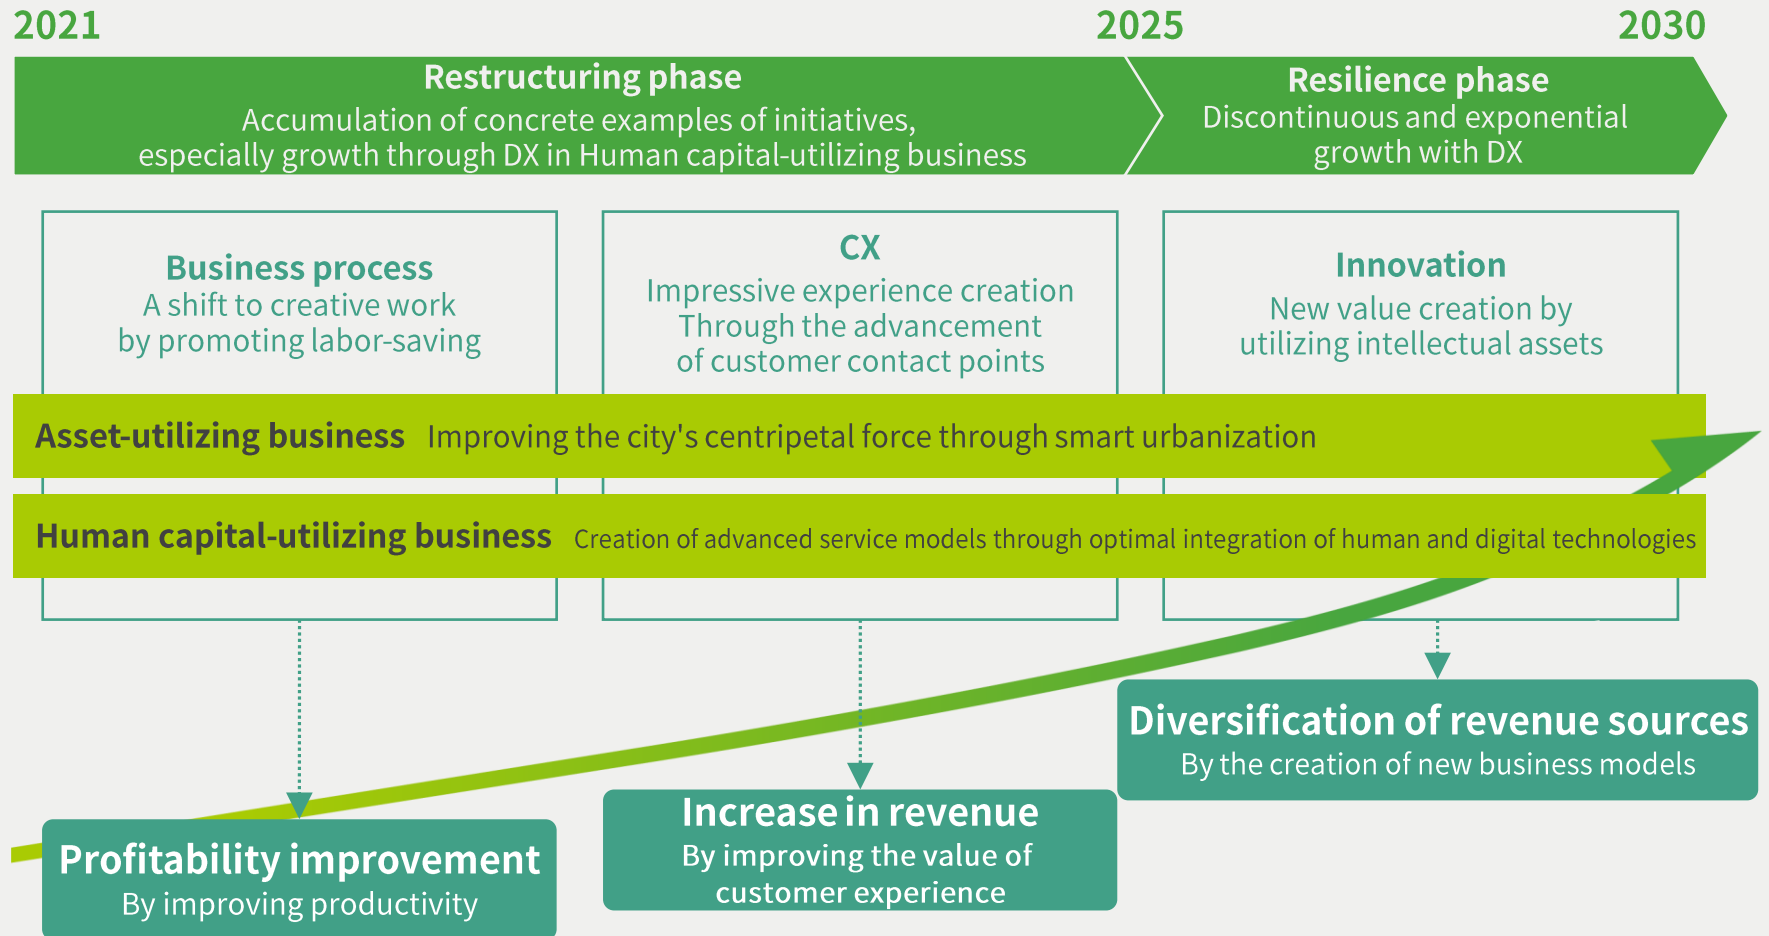 2021
2025
2030
Restructuring phase
Accumulation of concrete examples of initiatives,
especially growth through DX in Human capital-utilizing business
Resilience phase
Discontinuous and exponential
growth with DX
Business process
A shift to creative work
by promoting labor-saving
CX
Impressive experience creation
Through the advancement
of customer contact points
Innovation
New value creation by
utilizing intellectual assets
Asset-utilizing business Improving the city's centripetal force through smart urbanization
Human capital-utilizing business Creation of advanced service models through optimal integration of human and digital technologies
Profitability improvement
By improving productivity
Increase in revenue
By improving the value of
customer experience
Diversification of revenue sources
By the creation of new business models